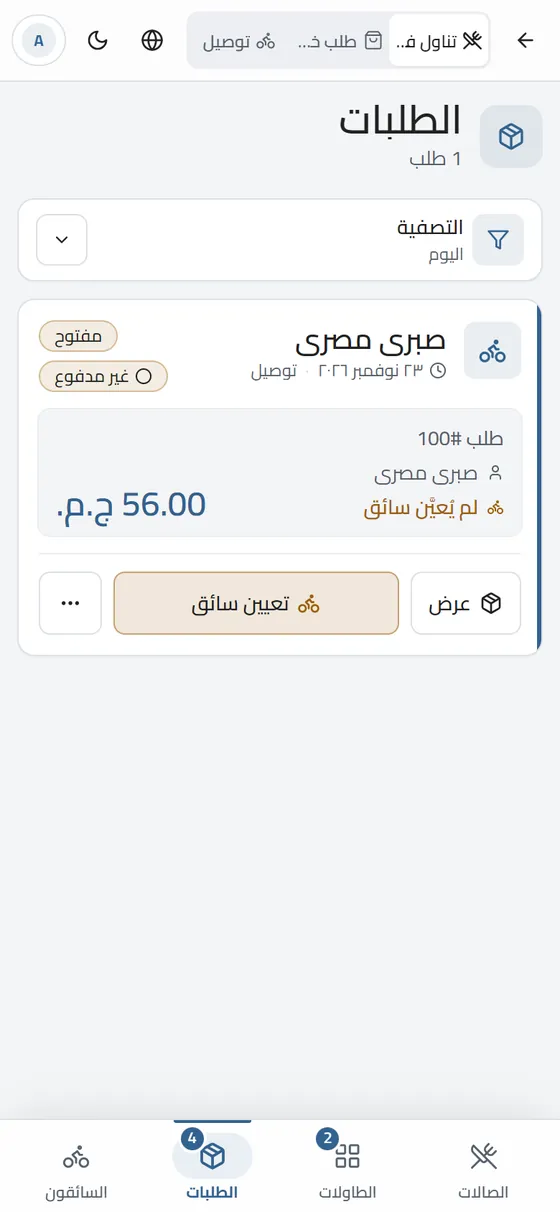 تناول ف..
طلب خ...
توصيل
A
الطلبات
1 طلب
التصفية
اليوم
صبرى مصرى
٢٣ نوفمبر ٢٠٢٦ · توصيل
مفتوح
غير مدفوع
طلب #100
صبرى مصرى
لم يُعيَّن سائق
56.00 ج.م.
عرض
تعيين سائق
الصالات
2
الطاولات
4
الطلبات
السائقون